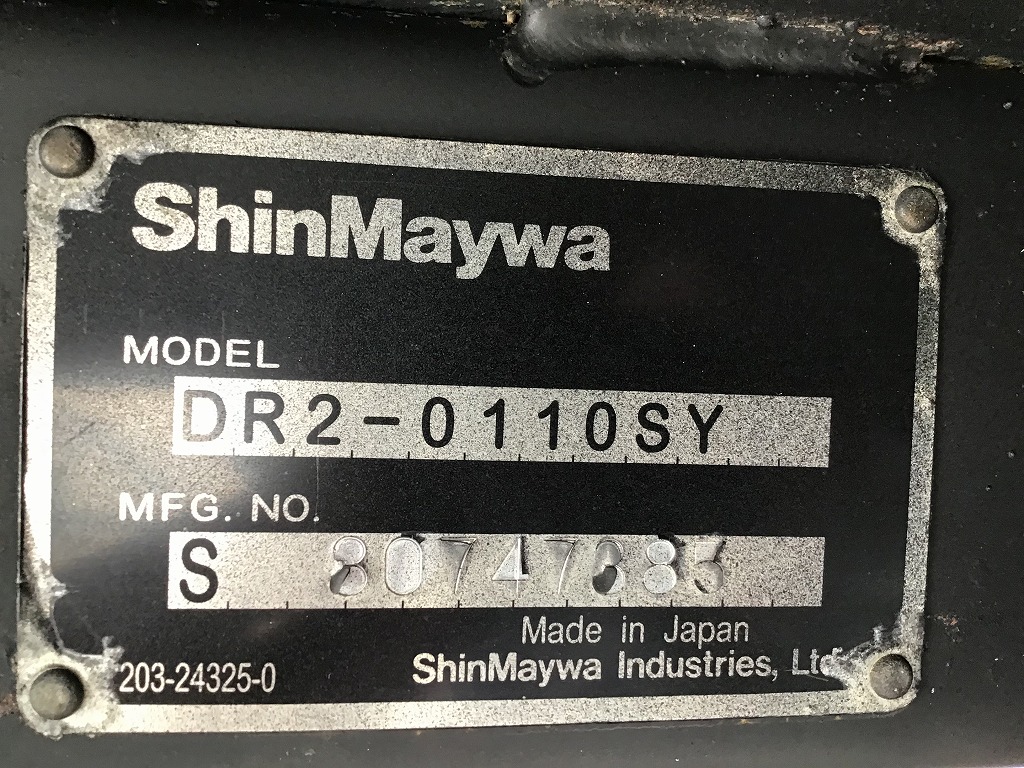 ShinMaywa
MODEL
DR2-0110SY
MFG. NO.
S
Made in Japan
203-24325-0
ShinMaywa Industries, Ltd